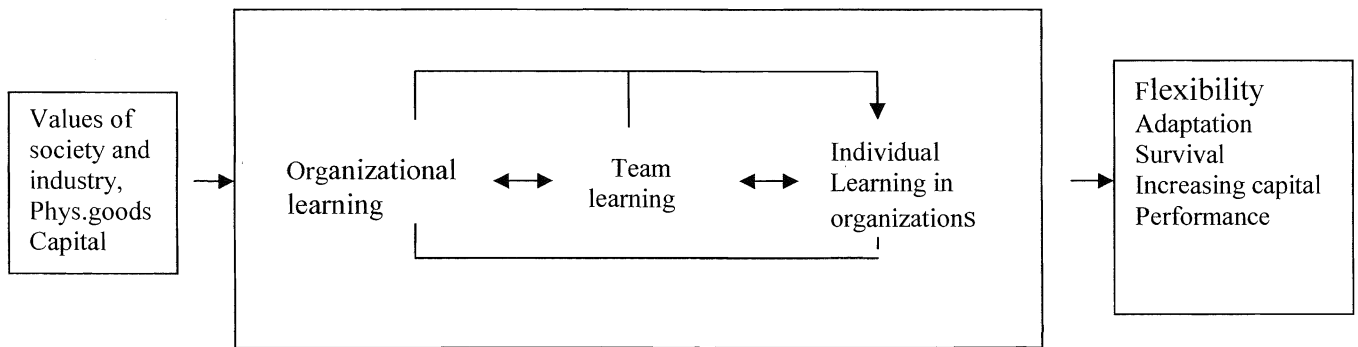 Values of
society and
industry,
Phys.goods
Capital
Organizational
learning
Team
learning
Individual
Learning in
organizations
Flexibility
Adaptation
Survival
Increasing capital
Performance